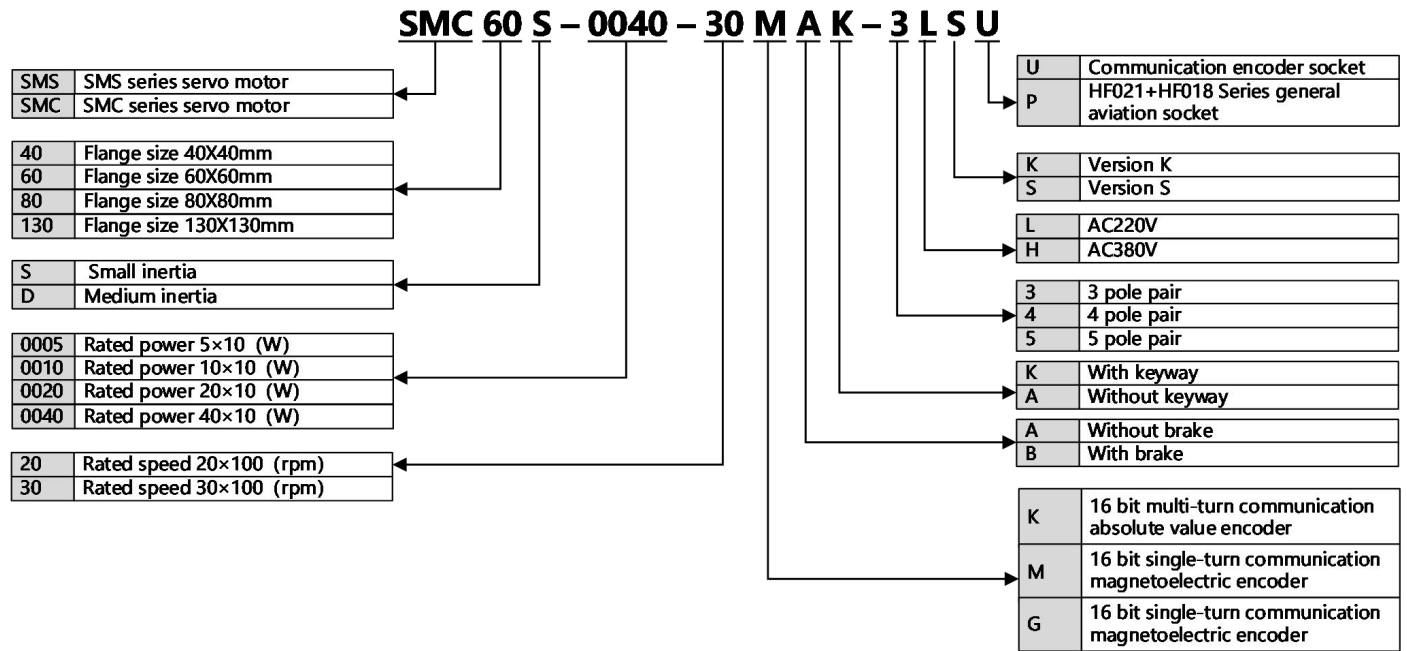 SMC 60 S – 0040 – 30 M A K – 3 L S U
SMS SMS series servo motor
SMC SMC series servo motor
40 Flange size 40X40mm
60 Flange size 60X60mm
80 Flange size 80X80mm
130 Flange size 130X130mm
S Small inertia
D Medium inertia
0005 Rated power 5×10 (W)
0010 Rated power 10×10 (W)
0020 Rated power 20×10 (W)
0040 Rated power 40×10 (W)
20 Rated speed 20×100 (rpm)
30 Rated speed 30×100 (rpm)
U Communication encoder socket
P HF021+HF018 Series general
aviation socket
K Version K
S Version S
L AC220V
H AC380V
3 3 pole pair
4 4 pole pair
5 5 pole pair
K With keyway
A Without keyway
A Without brake
B With brake
K 16 bit multi-turn communication
absolute value encoder
M 16 bit single-turn communication
magnetoelectric encoder
G 16 bit single-turn communication
magnetoelectric encoder